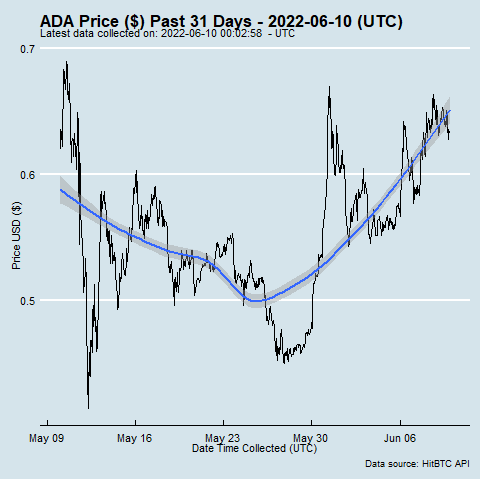 ADA Price ($) Past 31 Days - 2022-06-10 (UTC)
Latest data collected on: 2022-06-10 00:02:58  - UTC
0.7
0.6
0.5
Price USD ($)
May 09
May 16
May 23
May 30
Jun 06
Date Time Collected (UTC)
Data source: HitBTC API